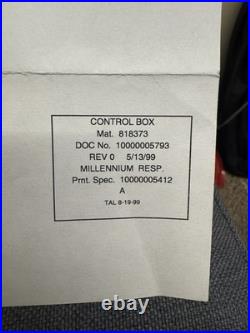 CONTROL BOX
Mat. 818373
DOC No. 10000005793
REV 0 5/13/99
MILLENNIUM RESP.
Prnt. Spec. 10000005412
A
TAL 8-19-99